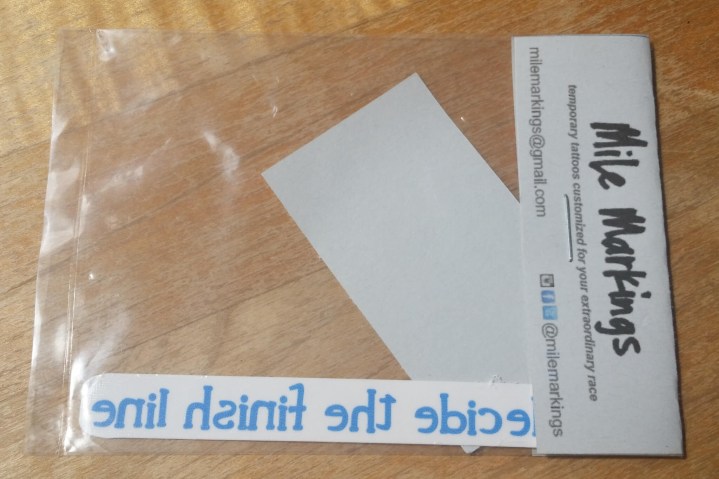 Mile Markings
temporary tattoos customized for your extraordinary race
milemarkings@gmail.com
@milemarkings
ecide the finish line